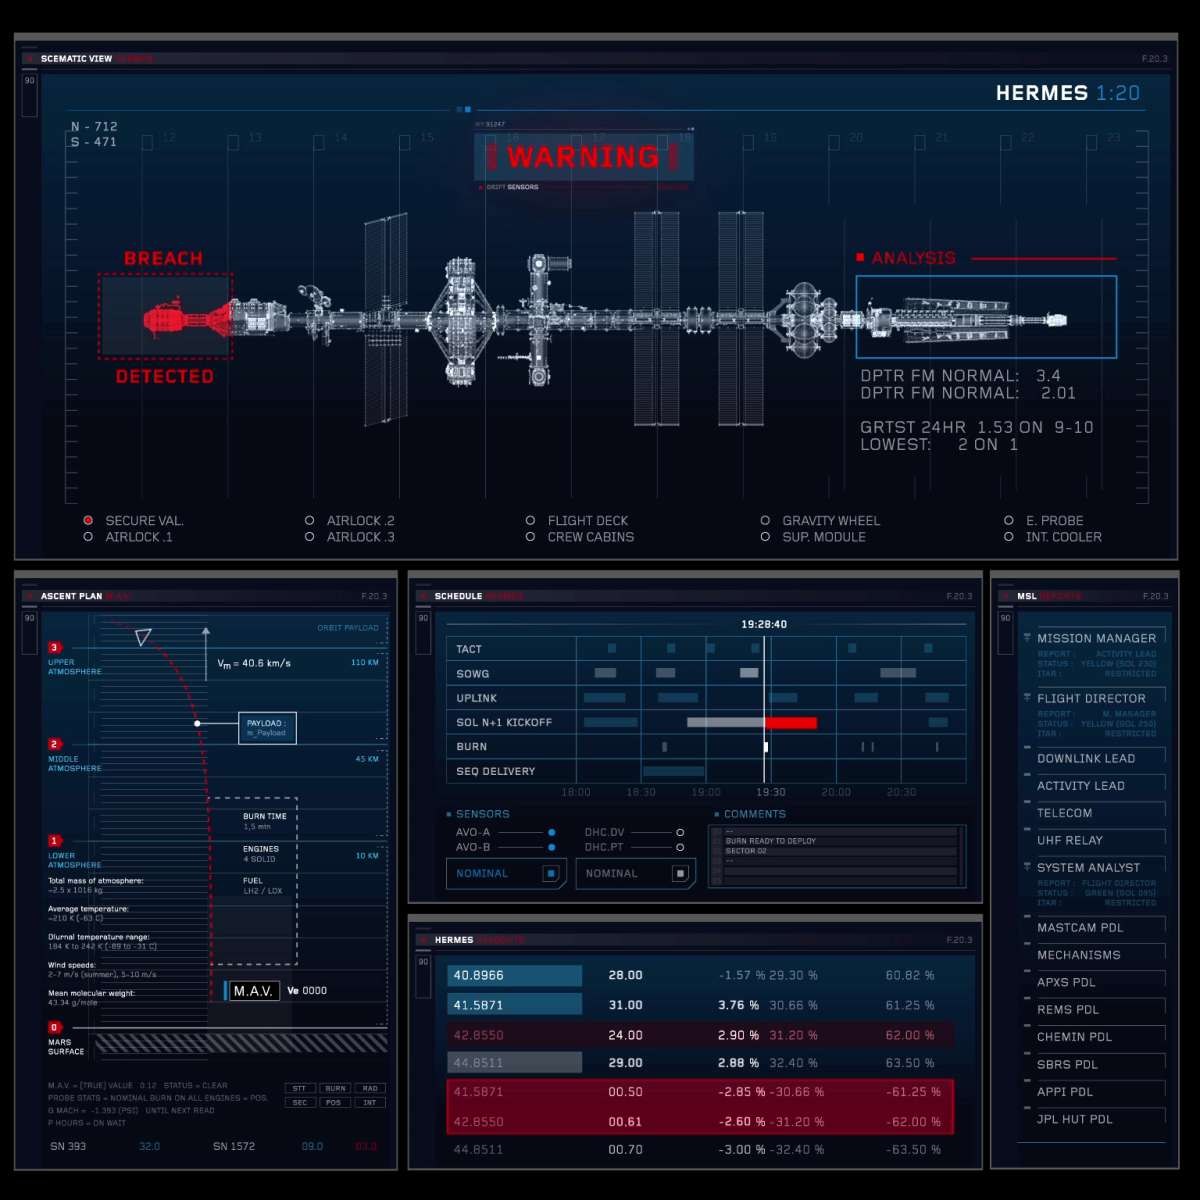 SCEMATIC VIEW HERMES
F.20.3
90
HERMES 1:20
N - 712
S - 471
12 13 14 15 16 17 18 19 20 21 22 23
WARNING
DRIFT SENSORS
BREACH
DETECTED
ANALYSIS
DPTR FM NORMAL: 3.4
DPTR FM NORMAL: 2.01
GRTST 24HR 1.53 ON 9-10
LOWEST: 2 ON 1
SECURE VAL. AIRLOCK .2 FLIGHT DECK GRAVITY WHEEL E. PROBE
AIRLOCK .1 AIRLOCK .3 CREW CABINS SUP. MODULE INT. COOLER
ASCENT PLAN MAV
F.20.3
90
ORBIT PAYLOAD
3
UPPER
ATMOSPHERE
110 KM
Vm = 40.6 km/s
PAYLOAD :
m_Payload
2
MIDDLE
ATMOSPHERE
45 KM
BURN TIME
1,5 min
ENGINES
4 SOLID
FUEL
LH2 / LOX
1
LOWER
ATMOSPHERE
10 KM
Total mass of atmosphere:
~2.5 x 1016 kg
Average temperature:
~210 K (-63 C)
Diurnal temperature range:
184 K to 242 K (-89 to -31 C)
Wind speeds:
2-7 m/s (summer), 5-10 m/s
Mean molecular weight:
43.34 g/mole
M.A.V. Ve 0000
0
MARS
SURFACE
M.A.V. = [TRUE] VALUE 0.12 STATUS = CLEAR
PROBE STATS = NOMINAL BURN ON ALL ENGINES = POS.
G MACH = -1.393 [PSI] UNTIL NEXT READ
P HOURS = ON WAIT
STT BURN RAD
SEC POS INT
SN 393 32.0 SN 1572 09.0 03.0
SCHEDULE HERMES
F.20.3
90
19:28:40
TACT
SOWG
UPLINK
SOL N+1 KICKOFF
BURN
SEQ DELIVERY
18:00 18:30 19:00 19:30 20:00 20:30
SENSORS
AVO-A DHC.DV
AVO-B DHC.PT
NOMINAL NOMINAL
COMMENTS
--
BURN READY TO DEPLOY
SECTOR 02
--
HERMES READOUTS
F.20.3
90
40.8966 28.00 -1.57 % 29.30 % 60.82 %
41.5871 31.00 3.76 % 30.66 % 61.25 %
42.8550 24.00 2.90 % 31.20 % 62.00 %
44.8511 29.00 2.88 % 32.40 % 63.50 %
41.5871 00.50 -2.85 % -30.66 % -61.25 %
42.8550 00.61 -2.60 % -31.20 % -62.00 %
44.8511 00.70 -3.00 % -32.40 % -63.50 %
MSL REPORTS
F.20.3
90
MISSION MANAGER
REPORT : ACTIVITY LEAD
STATUS : YELLOW (SOL 230)
ITAR : RESTRICTED
FLIGHT DIRECTOR
REPORT : M. MANAGER
STATUS : YELLOW (SOL 250)
ITAR : RESTRICTED
DOWNLINK LEAD
ACTIVITY LEAD
TELECOM
UHF RELAY
SYSTEM ANALYST
REPORT : FLIGHT DIRECTOR
STATUS : GREEN (SOL 085)
ITAR : RESTRICTED
MASTCAM PDL
MECHANISMS
APXS PDL
REMS PDL
CHEMIN PDL
SBRS PDL
APPI PDL
JPL HUT PDL